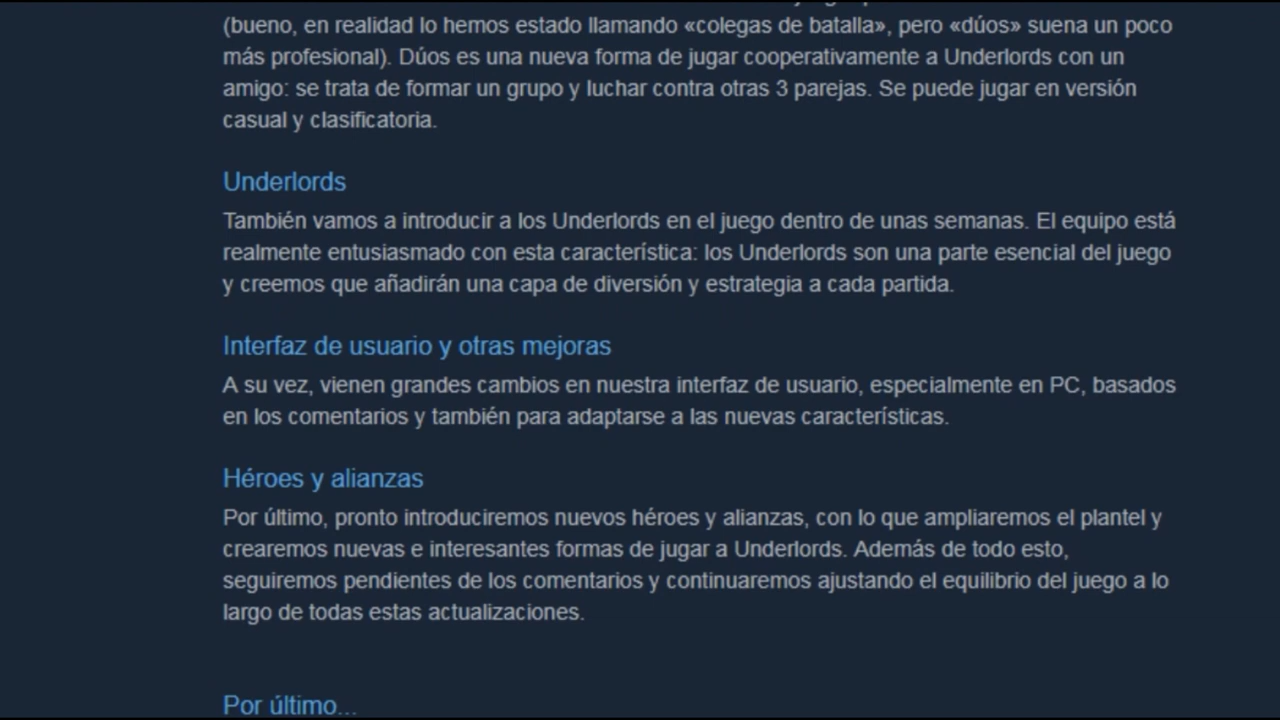 (bueno, en realidad lo hemos estado llamando «colegas de batalla», pero «dúos» suena un poco
más profesional). Dúos es una nueva forma de jugar cooperativamente a Underlords con un
amigo: se trata de formar un grupo y luchar contra otras 3 parejas. Se puede jugar en versión
casual y clasificatoria.
Underlords
También vamos a introducir a los Underlords en el juego dentro de unas semanas. El equipo está
realmente entusiasmado con esta característica: los Underlords son una parte esencial del juego
y creemos que añadirán una capa de diversión y estrategia a cada partida.
Interfaz de usuario y otras mejoras
A su vez, vienen grandes cambios en nuestra interfaz de usuario, especialmente en PC, basados
en los comentarios y también para adaptarse a las nuevas características.
Héroes y alianzas
Por último, pronto introduciremos nuevos héroes y alianzas, con lo que ampliaremos el plantel y
crearemos nuevas e interesantes formas de jugar a Underlords. Además de todo esto,
seguiremos pendientes de los comentarios y continuaremos ajustando el equilibrio del juego a lo
largo de todas estas actualizaciones.
Por último...